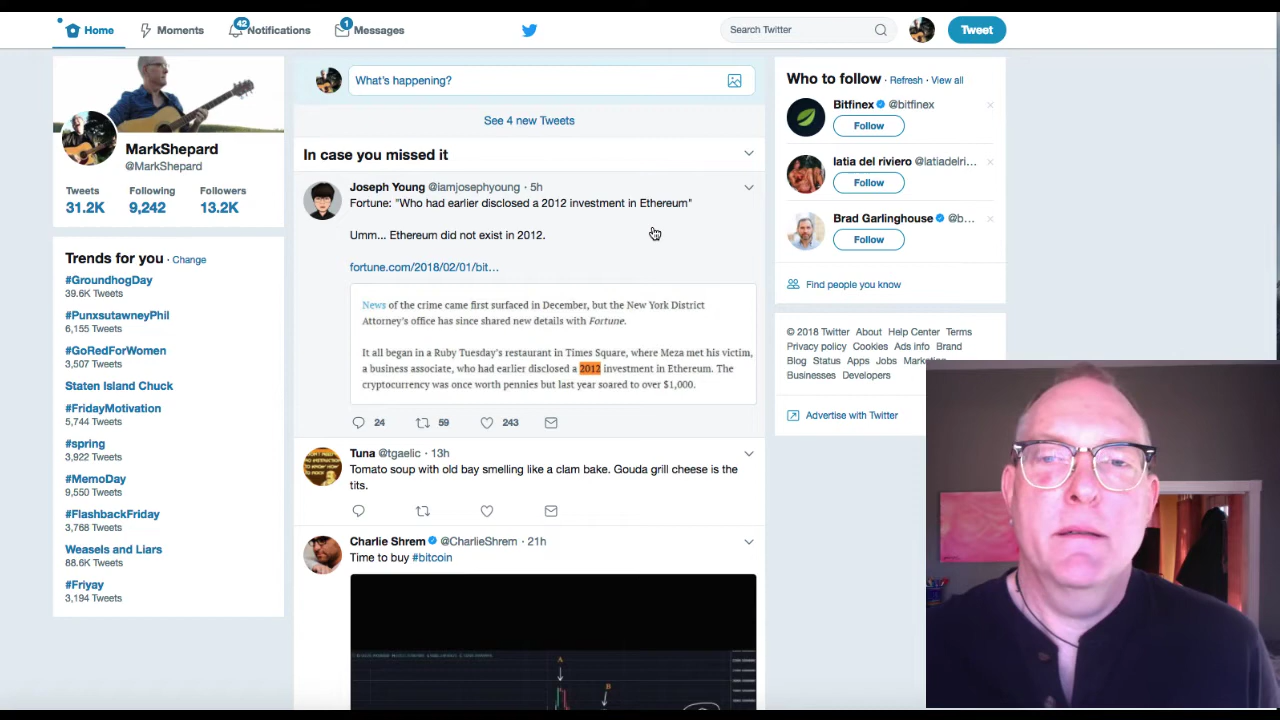 Home
Moments
42
Notifications
1
Messages
Search Twitter
Tweet
MarkShepard
@MarkShepard
Tweets Following Followers
31.2K 9,242 13.2K
Trends for you · Change
#GroundhogDay
39.6K Tweets
#PunxsutawneyPhil
6,155 Tweets
#GoRedForWomen
3,507 Tweets
Staten Island Chuck
#FridayMotivation
5,744 Tweets
#spring
3,922 Tweets
#MemoDay
9,550 Tweets
#FlashbackFriday
3,768 Tweets
Weasels and Liars
88.6K Tweets
#Friyay
3,194 Tweets
What's happening?
See 4 new Tweets
In case you missed it
Joseph Young @iamjosephyoung · 5h
Fortune: "Who had earlier disclosed a 2012 investment in Ethereum"
Umm... Ethereum did not exist in 2012.
fortune.com/2018/02/01/bit...
News of the crime came first surfaced in December, but the New York District
Attorney's office has since shared new details with Fortune.
It all began in a Ruby Tuesday's restaurant in Times Square, where Meza met his victim,
a business associate, who had earlier disclosed a 2012 investment in Ethereum. The
cryptocurrency was once worth pennies but last year soared to over $1,000.
24 59 243
Tuna @tgaelic · 13h
Tomato soup with old bay smelling like a clam bake. Gouda grill cheese is the
tits.
Charlie Shrem @CharlieShrem · 21h
Time to buy #bitcoin
A
B
Who to follow · Refresh · View all
Bitfinex @bitfinex
Follow
latia del riviero @latiadelri...
Follow
Brad Garlinghouse @b...
Follow
Find people you know
© 2018 Twitter About Help Center Terms
Privacy policy Cookies Ads info Brand
Blog Status Apps Jobs
Businesses Developers
Advertise with Twitter